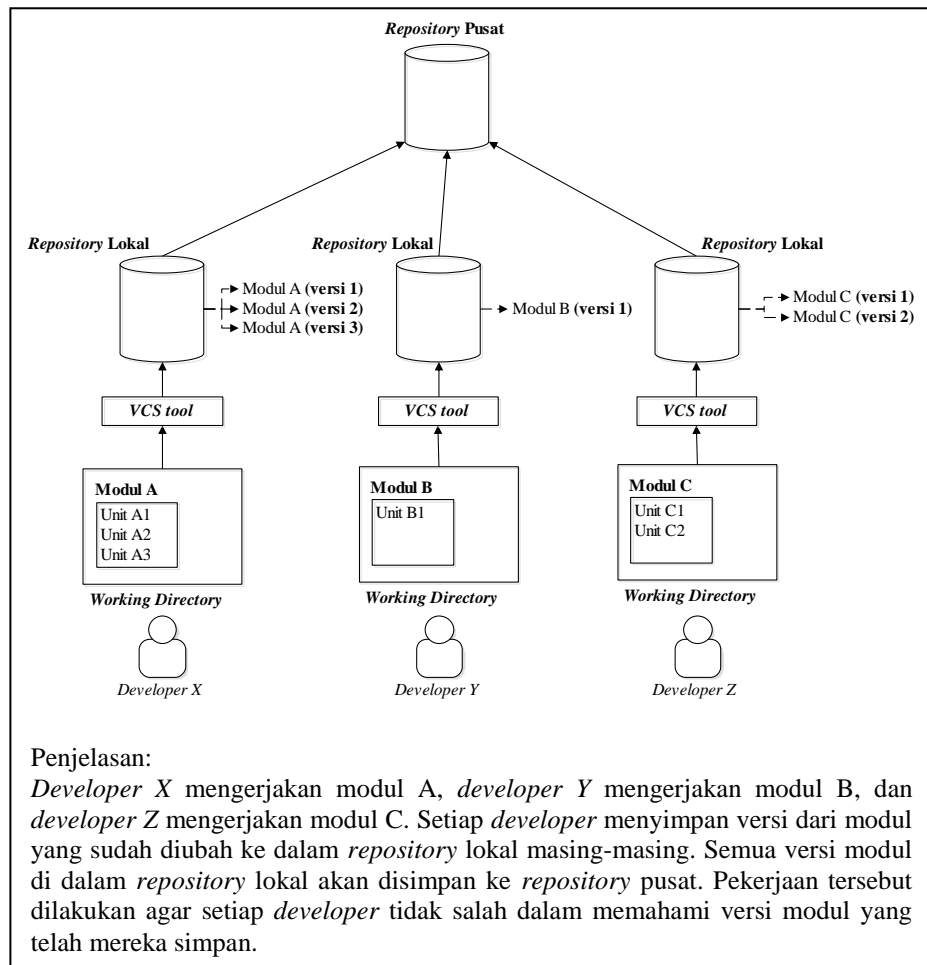 Repository Pusat
Repository Lokal
Repository Lokal
Repository Lokal
Modul A (versi 1)
Modul A (versi 2)
Modul A (versi 3)
Modul B (versi 1)
Modul C (versi 1)
Modul C (versi 2)
VCS tool
VCS tool
VCS tool
Modul A
Unit A1
Unit A2
Unit A3
Modul B
Unit B1
Modul C
Unit C1
Unit C2
Working Directory
Working Directory
Working Directory
Developer X
Developer Y
Developer Z
Penjelasan:
Developer X mengerjakan modul A, developer Y mengerjakan modul B, dan
developer Z mengerjakan modul C. Setiap developer menyimpan versi dari modul
yang sudah diubah ke dalam repository lokal masing-masing. Semua versi modul
di dalam repository lokal akan disimpan ke repository pusat. Pekerjaan tersebut
dilakukan agar setiap developer tidak salah dalam memahami versi modul yang
telah mereka simpan.